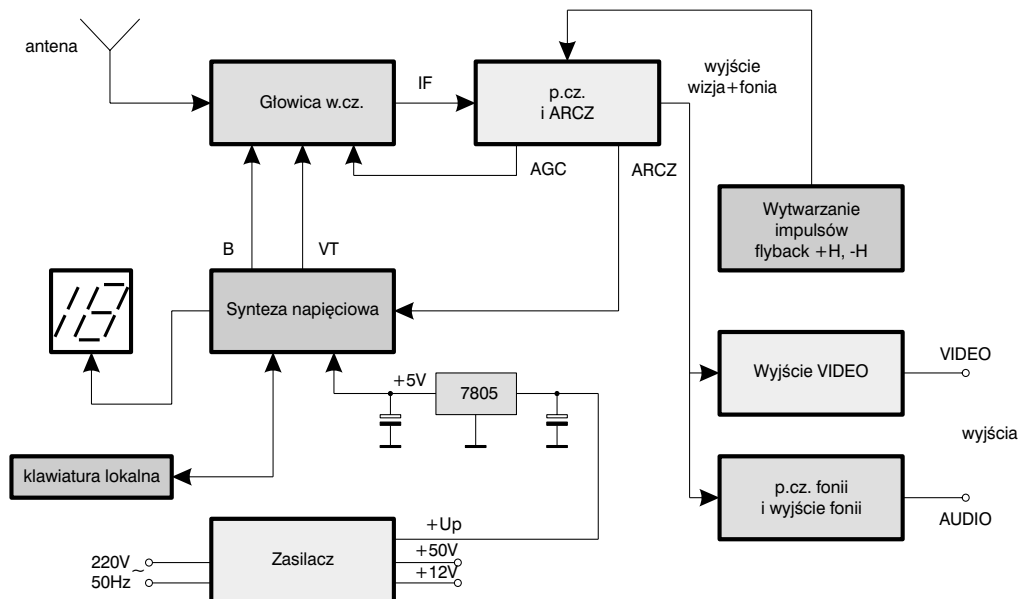 antena
Głowica w.cz.
IF
p.cz.
i ARCZ
wyjście
wizja+fonia
AGC
ARCZ
Wytwarzanie
impulsów
flyback +H, -H
B
VT
Synteza napięciowa
+5V
7805
Wyjście VIDEO
VIDEO
wyjścia
klawiatura lokalna
p.cz. fonii
i wyjście fonii
AUDIO
+Up
Zasilacz
+50V
+12V
220V
~
50Hz